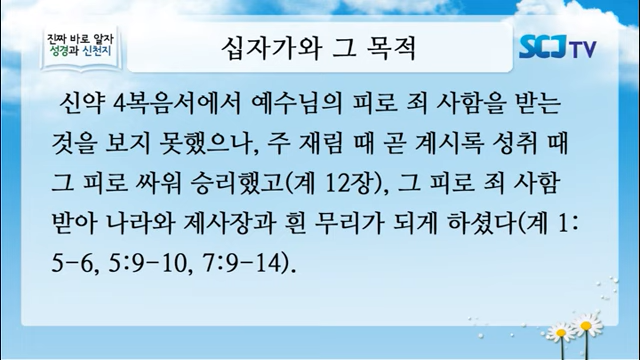 진짜 바로 알자
성경과 신천지
십자가와 그 목적
SCJ TV
신약 4복음서에서 예수님의 피로 죄 사함을 받는
것을 보지 못했으나, 주 재림 때 곧 계시록 성취 때
그 피로 싸워 승리했고(계 12장), 그 피로 죄 사함
받아 나라와 제사장과 흰 무리가 되게 하셨다(계 1:
5-6, 5:9-10, 7:9-14).